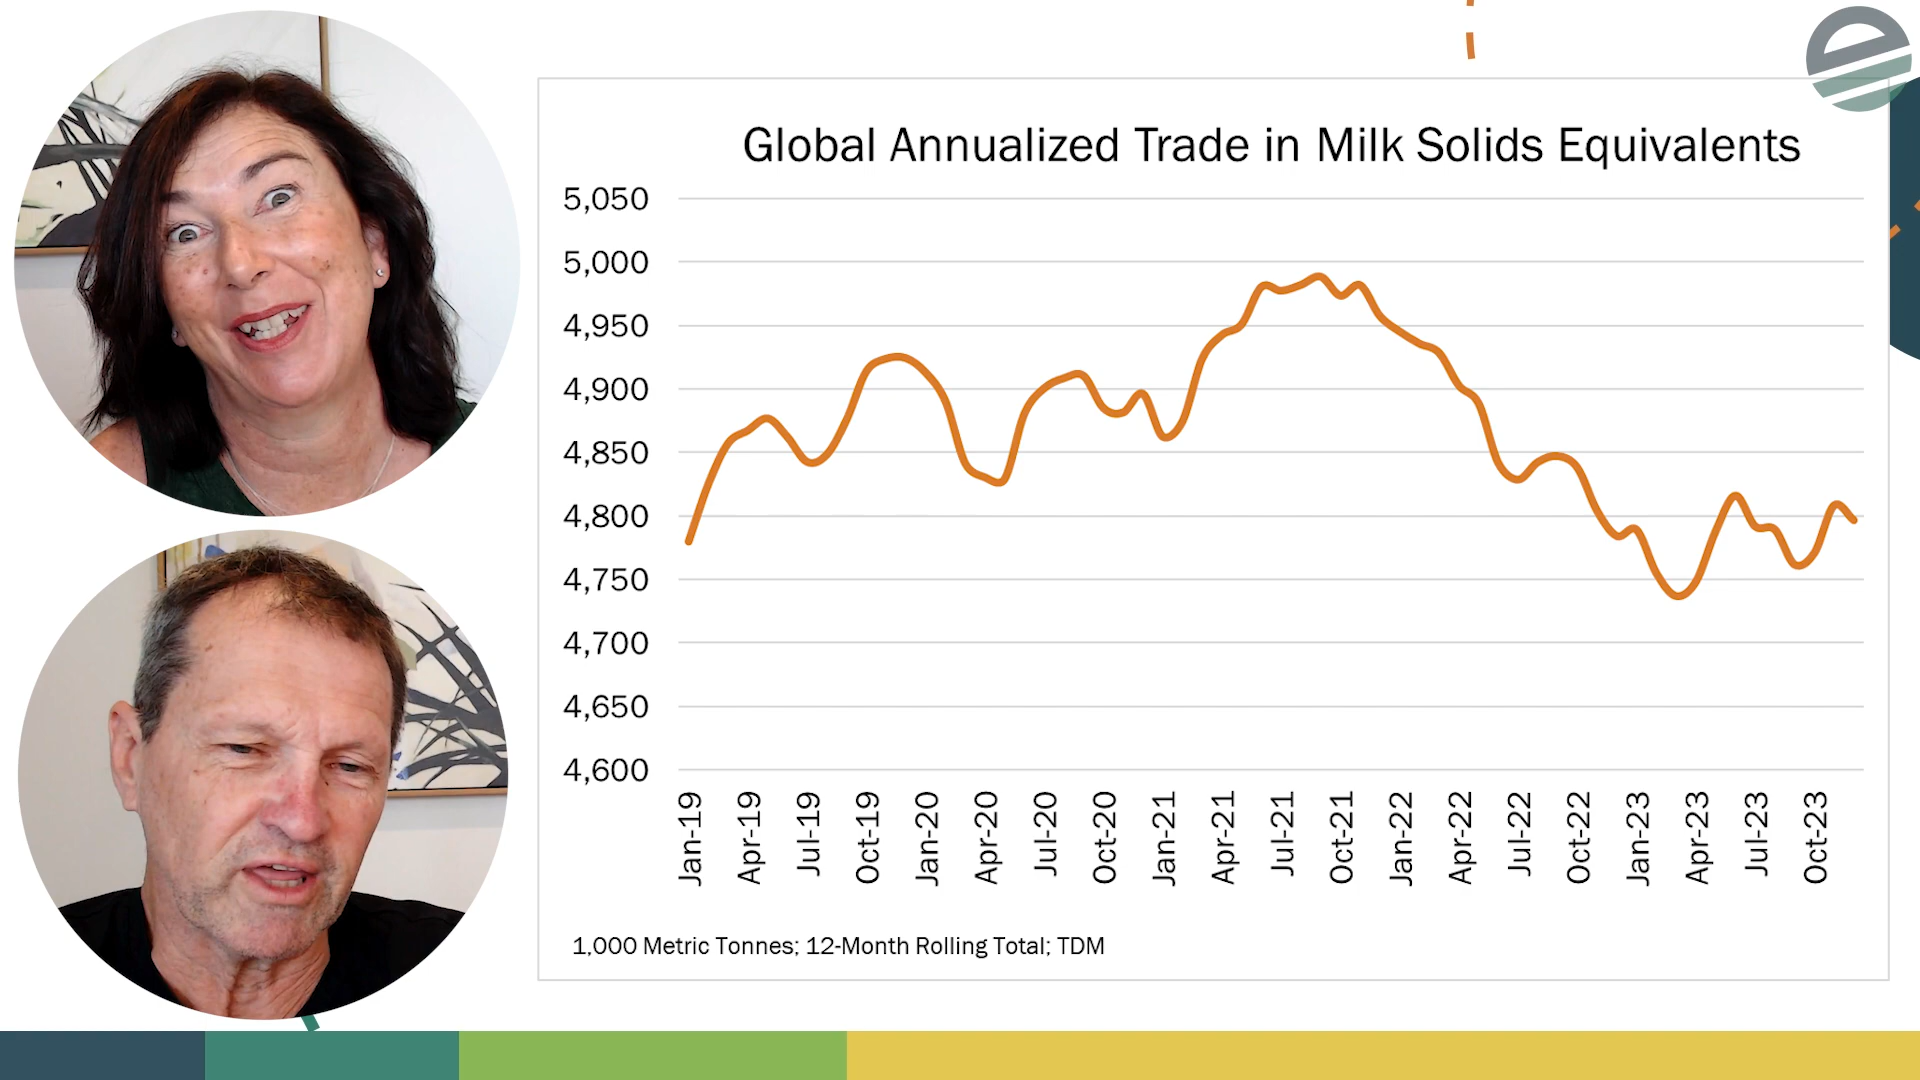 Global Annualized Trade in Milk Solids Equivalents
5,050
5,000
4,950
4,900
4,850
4,800
4,750
4,700
4,650
4,600
Jan-19
Apr-19
Jul-19
Oct-19
Jan-20
Apr-20
Jul-20
Oct-20
Jan-21
Apr-21
Jul-21
Oct-21
Jan-22
Apr-22
Jul-22
Oct-22
Jan-23
Apr-23
Jul-23
Oct-23
1,000 Metric Tonnes; 12-Month Rolling Total; TDM